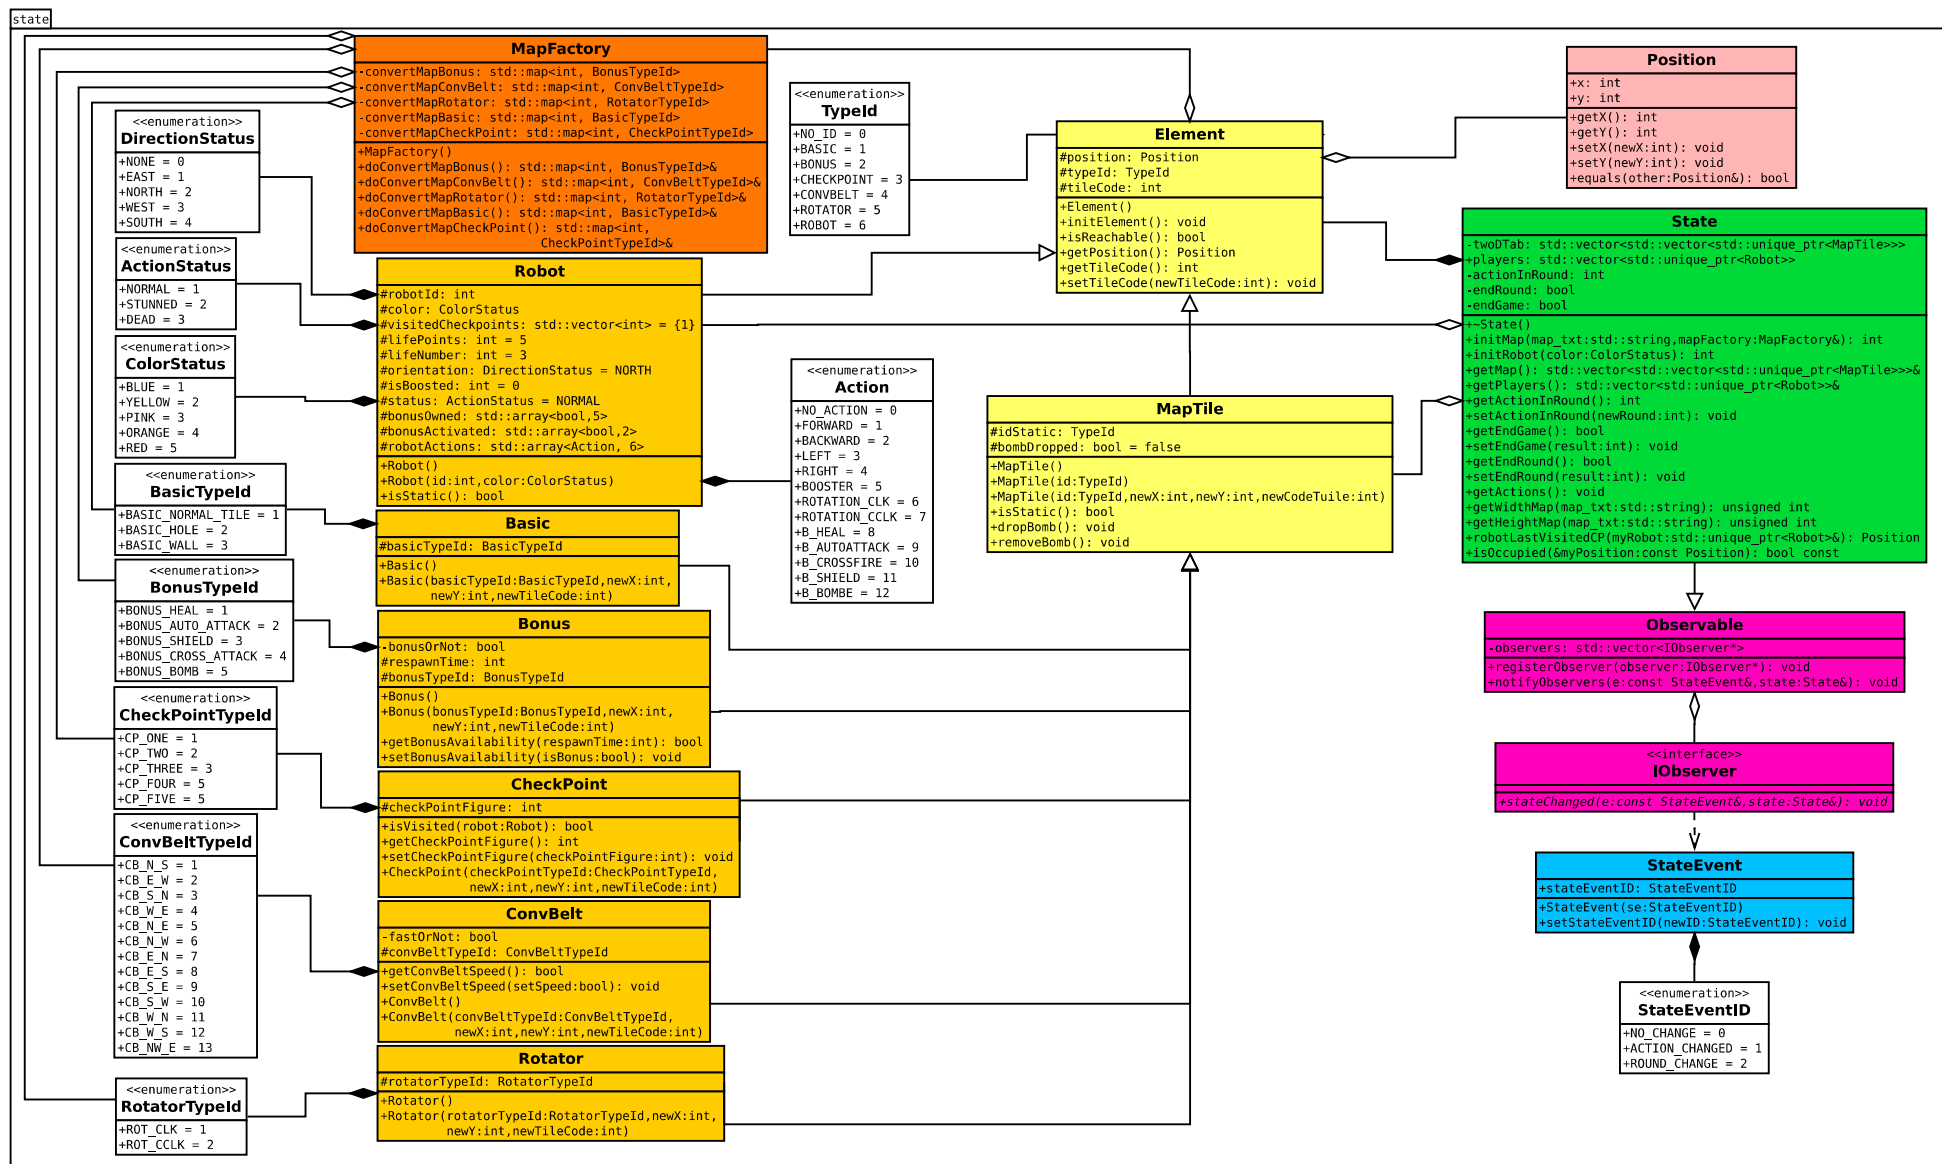 state
MapFactory
-convertMapBonus: std::map<int, BonusTypeId>
-convertMapConvBelt: std::map<int, ConvBeltTypeId>
-convertMapRotator: std::map<int, RotatorTypeId>
-convertMapBasic: std::map<int, BasicTypeId>
-convertMapCheckPoint: std::map<int, CheckPointTypeId>
+MapFactory()
+doConvertMapBonus(): std::map<int, BonusTypeId>&
+doConvertMapConvBelt(): std::map<int, ConvBeltTypeId>&
+doConvertMapRotator(): std::map<int, RotatorTypeId>&
+doConvertMapBasic(): std::map<int, BasicTypeId>&
+doConvertMapCheckPoint(): std::map<int,
CheckPointTypeId>&
<<enumeration>>
TypeId
+NO_ID = 0
+BASIC = 1
+BONUS = 2
+CHECKPOINT = 3
+CONVBELT = 4
+ROTATOR = 5
+ROBOT = 6
Element
#position: Position
#typeId: TypeId
#tileCode: int
+Element()
+initElement(): void
+isReachable(): bool
+getPosition(): Position
+getTileCode(): int
+setTileCode(newTileCode:int): void
Position
+x: int
+y: int
+getX(): int
+getY(): int
+setX(newX:int): void
+setY(newY:int): void
+equals(other:Position&): bool
<<enumeration>>
DirectionStatus
+NONE = 0
+EAST = 1
+NORTH = 2
+WEST = 3
+SOUTH = 4
<<enumeration>>
ActionStatus
+NORMAL = 1
+STUNNED = 2
+DEAD = 3
<<enumeration>>
ColorStatus
+BLUE = 1
+YELLOW = 2
+PINK = 3
+ORANGE = 4
+RED = 5
Robot
#robotId: int
#color: ColorStatus
#visitedCheckpoints: std::vector<int> = {1}
#lifePoints: int = 5
#lifeNumber: int = 3
#orientation: DirectionStatus = NORTH
#isBoosted: int = 0
#status: ActionStatus = NORMAL
#bonusOwned: std::array<bool,5>
#bonusActivated: std::array<bool,2>
#robotActions: std::array<Action, 6>
+Robot()
+Robot(id:int,color:ColorStatus)
+isStatic(): bool
<<enumeration>>
Action
+NO_ACTION = 0
+FORWARD = 1
+BACKWARD = 2
+LEFT = 3
+RIGHT = 4
+BOOSTER = 5
+ROTATION_CLK = 6
+ROTATION_CCLK = 7
+B_HEAL = 8
+B_AUTOATTACK = 9
+B_CROSSFIRE = 10
+B_SHIELD = 11
+B_BOMBE = 12
MapTile
#idStatic: TypeId
#bombDropped: bool = false
+MapTile()
+MapTile(id:TypeId)
+MapTile(id:TypeId,newX:int,newY:int,newCodeTuile:int)
+isStatic(): bool
+dropBomb(): void
+removeBomb(): void
State
-twoDTab: std::vector<std::vector<std::unique_ptr<MapTile>>>
+players: std::vector<std::unique_ptr<Robot>>
-actionInRound: int
-endRound: bool
-endGame: bool
+~State()
+initMap(map_txt:std::string,mapFactory:MapFactory&): int
+initRobot(color:ColorStatus): int
+getMap(): std::vector<std::vector<std::unique_ptr<MapTile>>>&
+getPlayers(): std::vector<std::unique_ptr<Robot>>&
+getActionInRound(): int
+setActionInRound(newRound:int): void
+getEndGame(): bool
+setEndGame(result:int): void
+getEndRound(): bool
+setEndRound(result:int): void
+getActions(): void
+getWidthMap(map_txt:std::string): unsigned int
+getHeightMap(map_txt:std::string): unsigned int
+robotLastVisitedCP(myRobot:std::unique_ptr<Robot>&): Position
+isOccupied(&myPosition:const Position): bool const
<<enumeration>>
BasicTypeId
+BASIC_NORMAL_TILE = 1
+BASIC_HOLE = 2
+BASIC_WALL = 3
Basic
#basicTypeId: BasicTypeId
+Basic()
+Basic(basicTypeId:BasicTypeId,newX:int,
newY:int,newTileCode:int)
<<enumeration>>
BonusTypeId
+BONUS_HEAL = 1
+BONUS_AUTO_ATTACK = 2
+BONUS_SHIELD = 3
+BONUS_CROSS_ATTACK = 4
+BONUS_BOMB = 5
Bonus
-bonusOrNot: bool
#respawnTime: int
#bonusTypeId: BonusTypeId
+Bonus()
+Bonus(bonusTypeId:BonusTypeId,newX:int,
newY:int,newTileCode:int)
+getBonusAvailability(respawnTime:int): bool
+setBonusAvailability(isBonus:bool): void
Observable
-observers: std::vector<IObserver*>
+registerObserver(observer:IObserver*): void
+notifyObservers(e:const StateEvent&,state:State&): void
<<interface>>
IObserver
+stateChanged(e:const StateEvent&,state:State&): void
<<enumeration>>
CheckPointTypeId
+CP_ONE = 1
+CP_TWO = 2
+CP_THREE = 3
+CP_FOUR = 5
+CP_FIVE = 5
CheckPoint
#checkPointFigure: int
+isVisited(robot:Robot): bool
+getCheckPointFigure(): int
+setCheckPointFigure(checkPointFigure:int): void
+CheckPoint(checkPointTypeId:CheckPointTypeId,
newX:int,newY:int,newTileCode:int)
<<enumeration>>
ConvBeltTypeId
+CB_N_S = 1
+CB_E_W = 2
+CB_S_N = 3
+CB_W_E = 4
+CB_N_E = 5
+CB_N_W = 6
+CB_E_N = 7
+CB_E_S = 8
+CB_S_E = 9
+CB_S_W = 10
+CB_W_N = 11
+CB_W_S = 12
+CB_NW_E = 13
ConvBelt
-fastOrNot: bool
#convBeltTypeId: ConvBeltTypeId
+getConvBeltSpeed(): bool
+setConvBeltSpeed(setSpeed:bool): void
+ConvBelt()
+ConvBelt(convBeltTypeId:ConvBeltTypeId,
newX:int,newY:int,newTileCode:int)
StateEvent
+stateEventID: StateEventID
+StateEvent(se:StateEventID)
+setStateEventID(newID:StateEventID): void
<<enumeration>>
StateEventID
+NO_CHANGE = 0
+ACTION_CHANGED = 1
+ROUND_CHANGE = 2
<<enumeration>>
RotatorTypeId
+ROT_CLK = 1
+ROT_CCLK = 2
Rotator
#rotatorTypeId: RotatorTypeId
+Rotator()
+Rotator(rotatorTypeId:RotatorTypeId,newX:int,
newY:int,newTileCode:int)